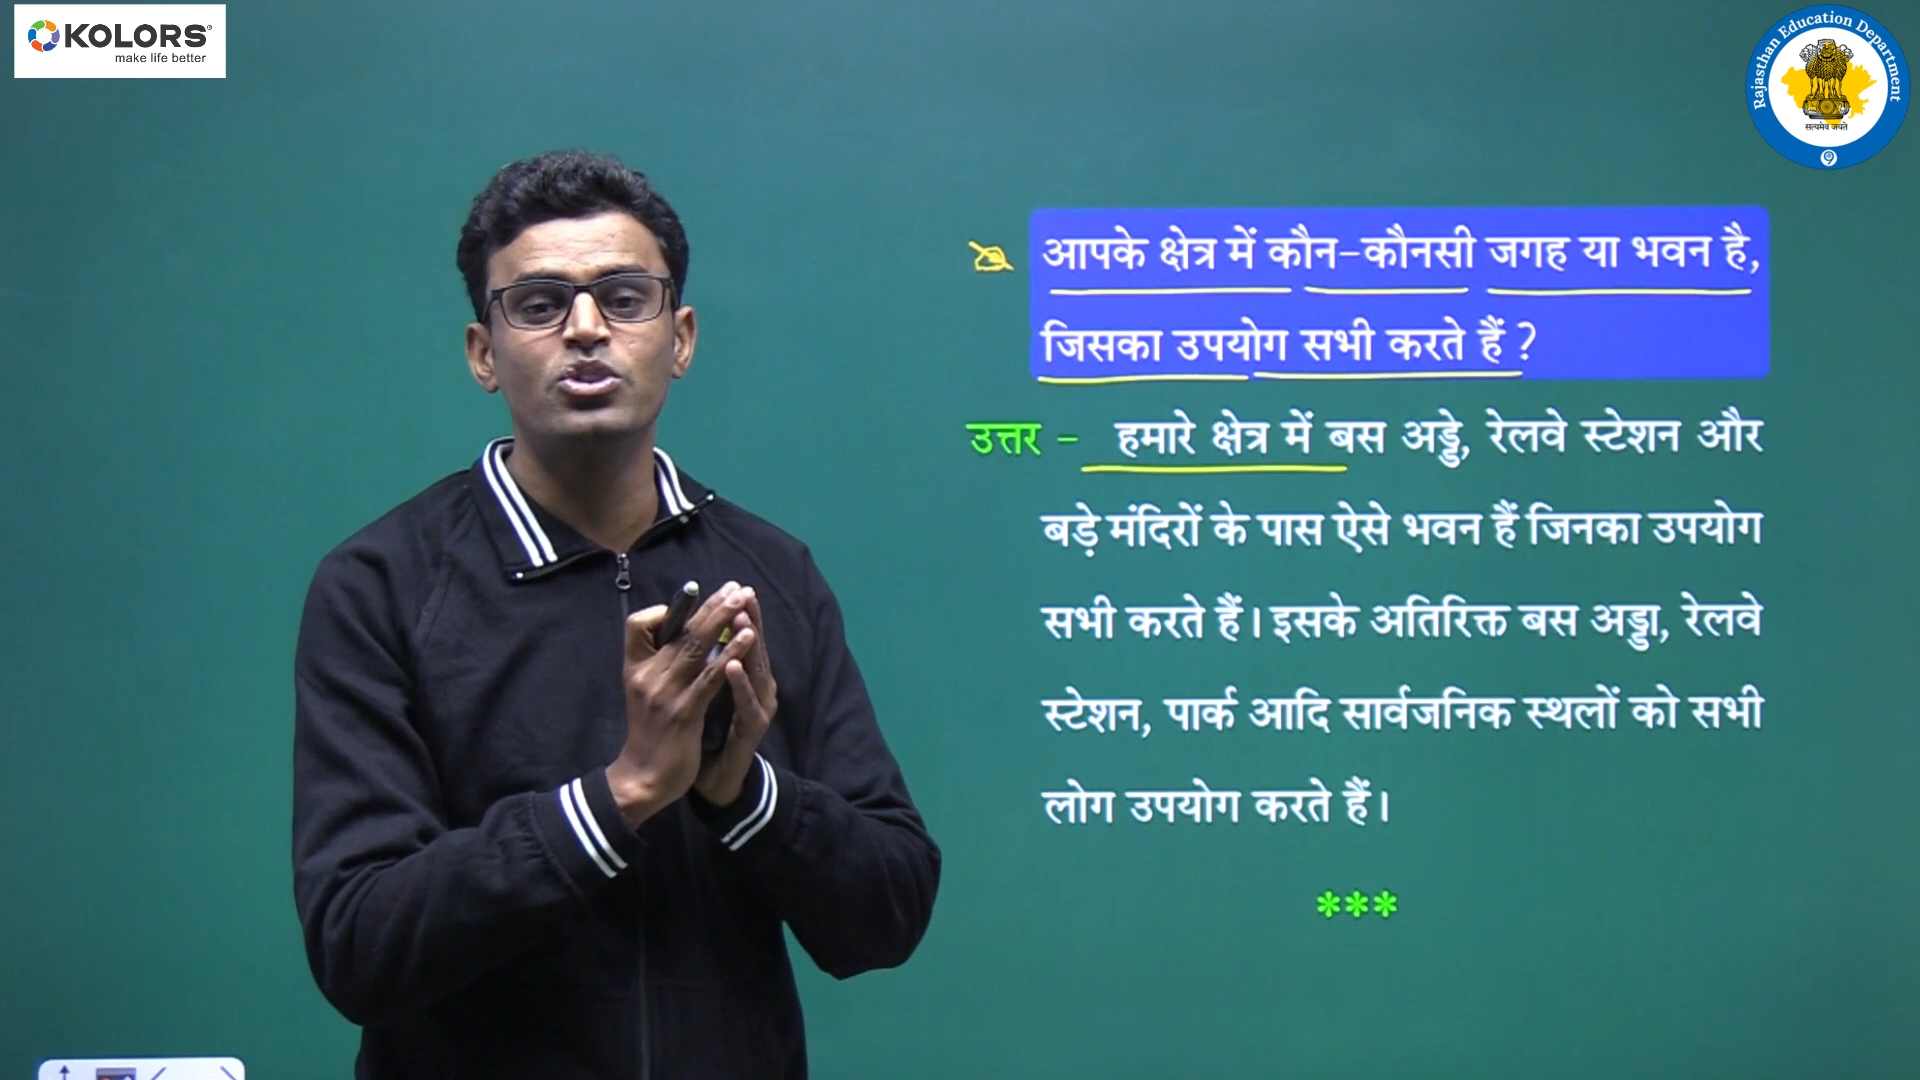 KOLORS
make life better
Rajasthan Education Department
सत्यमेव जयते
आपके क्षेत्र में कौन–कौनसी जगह या भवन है,
जिसका उपयोग सभी करते हैं ?
उत्तर – हमारे क्षेत्र में बस अड्डे, रेलवे स्टेशन और
बड़े मंदिरों के पास ऐसे भवन हैं जिनका उपयोग
सभी करते हैं। इसके अतिरिक्त बस अड्डा, रेलवे
स्टेशन, पार्क आदि सार्वजनिक स्थलों को सभी
लोग उपयोग करते हैं।
***